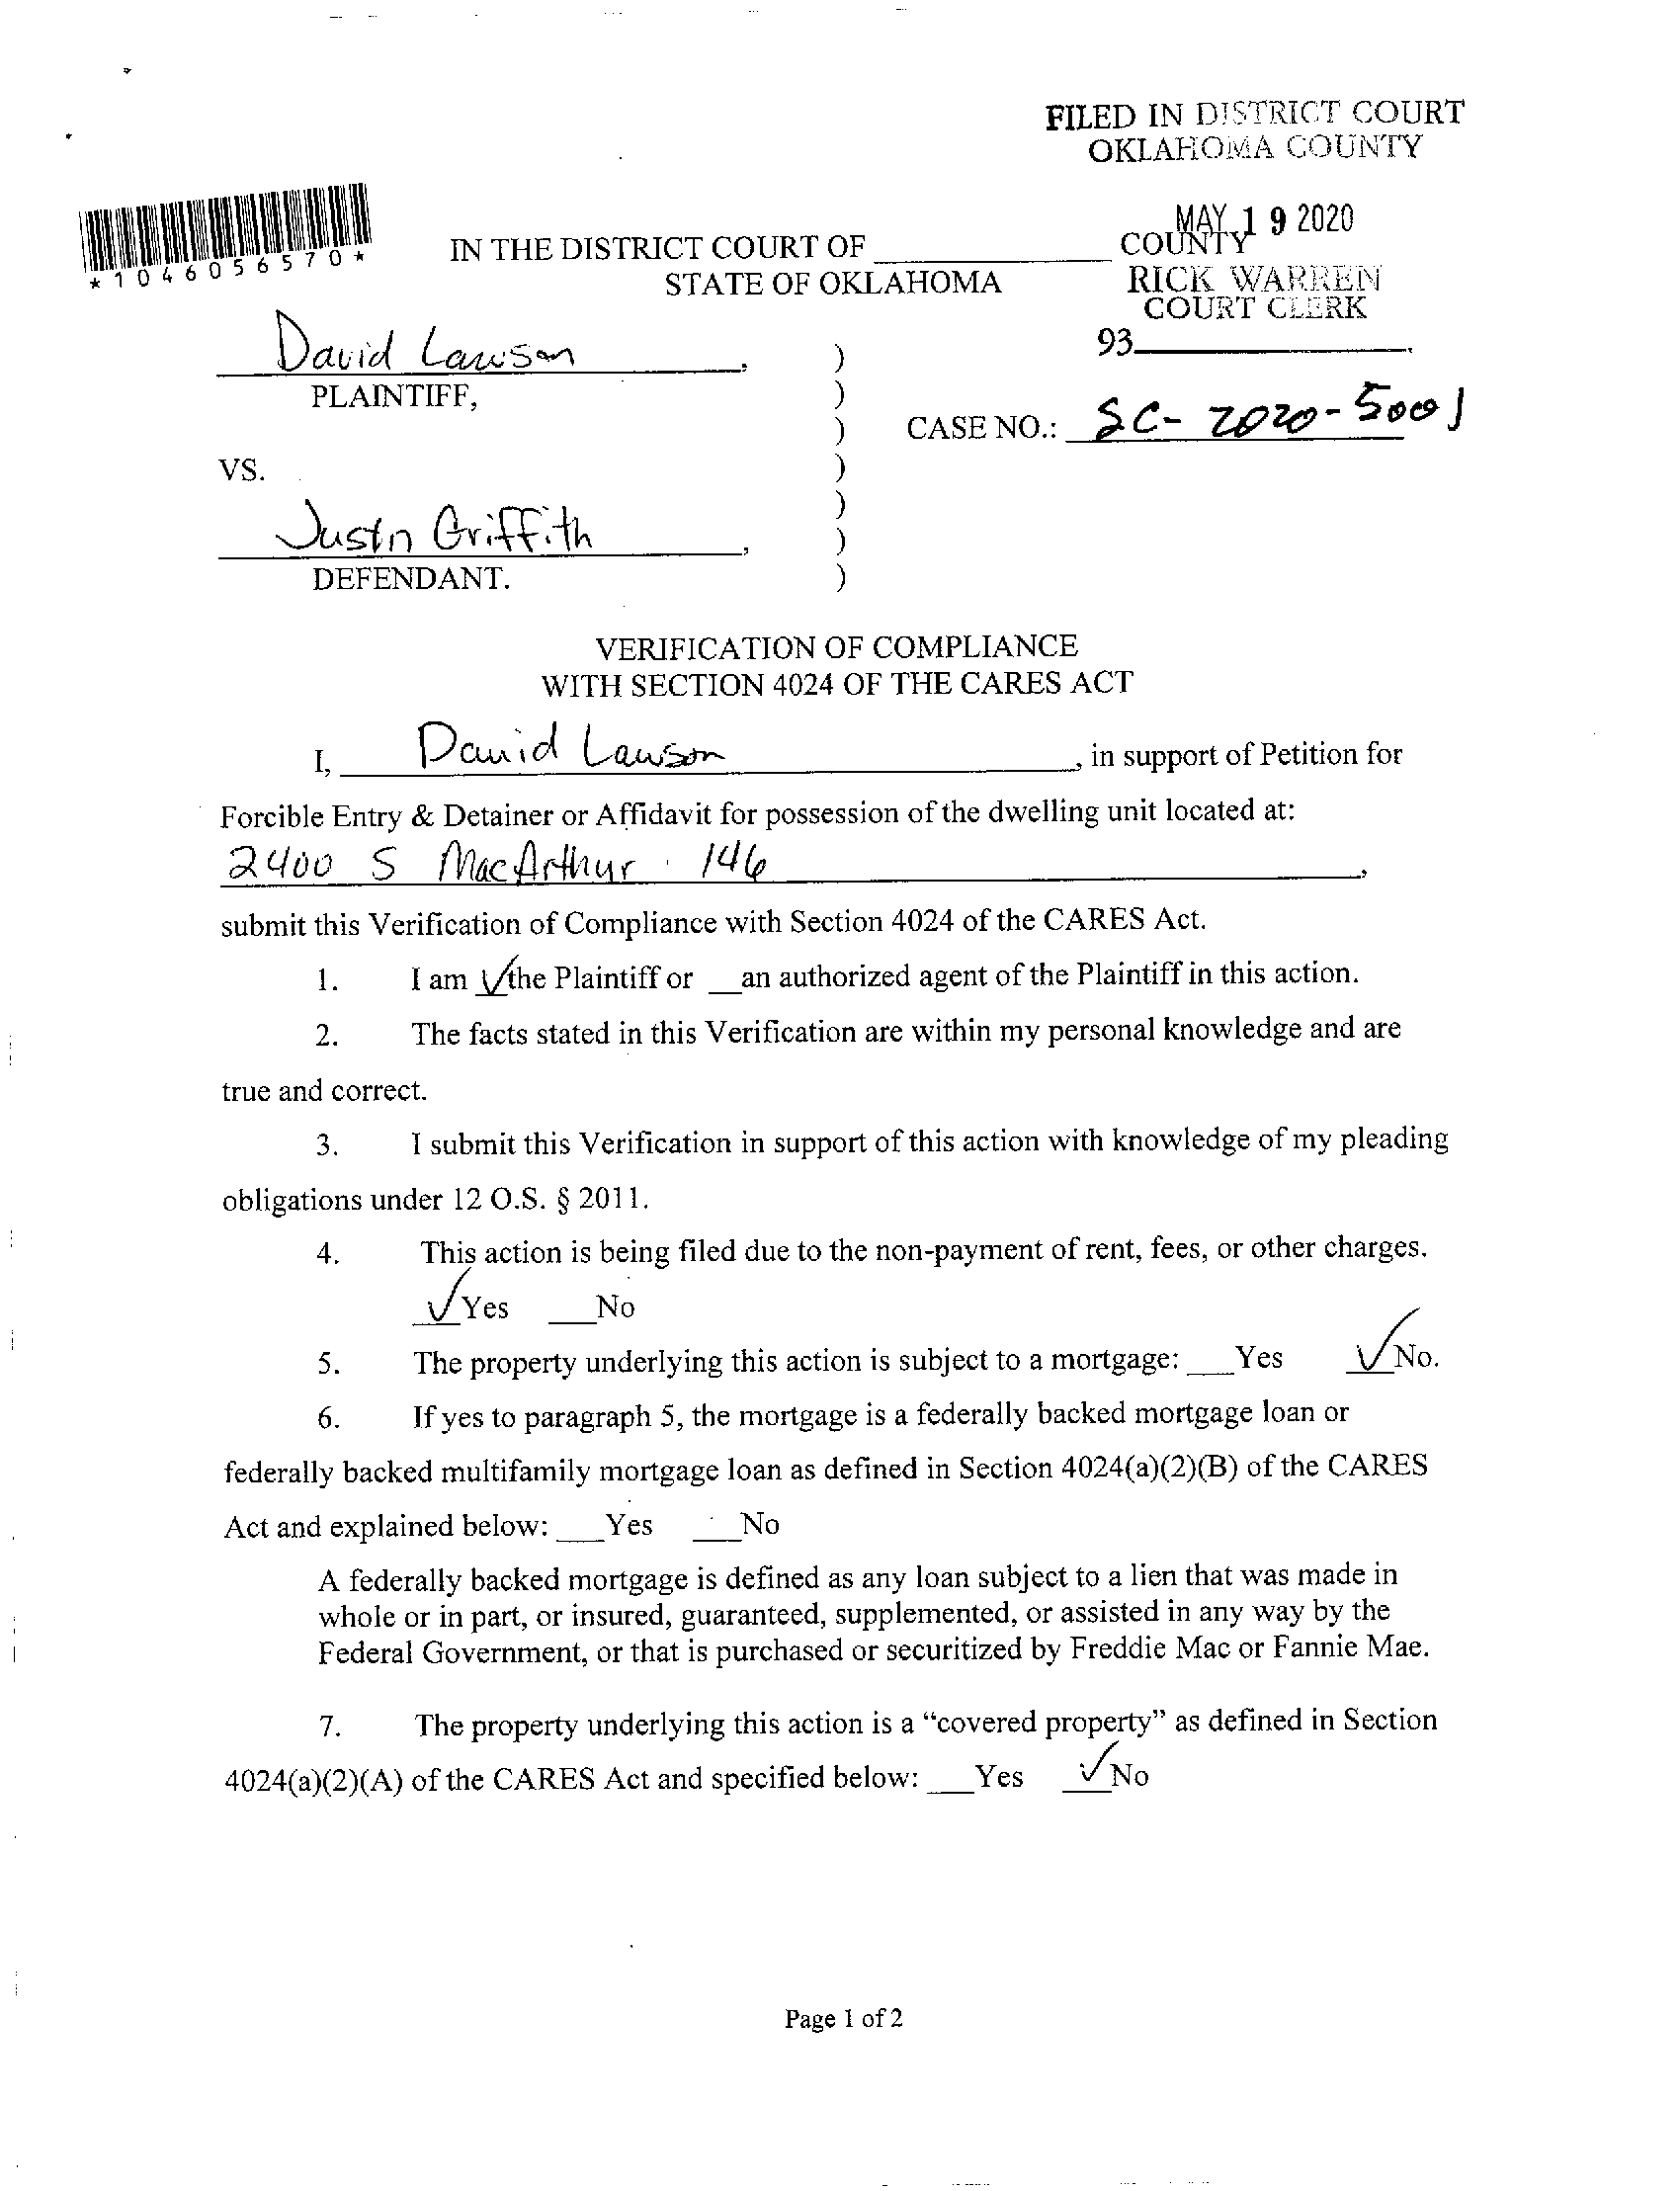 FILED IN DISTRICT COURT
OKLAHOMA COUNTY
MAY 19 2020
*1046056570*
IN THE DISTRICT COURT OF ____________ COUNTY
STATE OF OKLAHOMA
RICK WARREN
COURT CLERK
93
David Lawson,
PLAINTIFF,
CASE NO.: SC-2020-5001
VS.
Justn Griffith,
DEFENDANT.
)
)
)
)
)
)
)
VERIFICATION OF COMPLIANCE
WITH SECTION 4024 OF THE CARES ACT
I, David Lawson, in support of Petition for
Forcible Entry & Detainer or Affidavit for possession of the dwelling unit located at:
2400 S MacArthur 146,
submit this Verification of Compliance with Section 4024 of the CARES Act.
1. I am ✓the Plaintiff or __an authorized agent of the Plaintiff in this action.
2. The facts stated in this Verification are within my personal knowledge and are
true and correct.
3. I submit this Verification in support of this action with knowledge of my pleading
obligations under 12 O.S. § 2011.
4. This action is being filed due to the non-payment of rent, fees, or other charges.
✓Yes ___No
5. The property underlying this action is subject to a mortgage: ___Yes ✓No.
6. If yes to paragraph 5, the mortgage is a federally backed mortgage loan or
federally backed multifamily mortgage loan as defined in Section 4024(a)(2)(B) of the CARES
Act and explained below: ___Yes ___No
A federally backed mortgage is defined as any loan subject to a lien that was made in
whole or in part, or insured, guaranteed, supplemented, or assisted in any way by the
Federal Government, or that is purchased or securitized by Freddie Mac or Fannie Mae.
7. The property underlying this action is a “covered property” as defined in Section
4024(a)(2)(A) of the CARES Act and specified below: ___Yes ✓No
Page 1 of 2